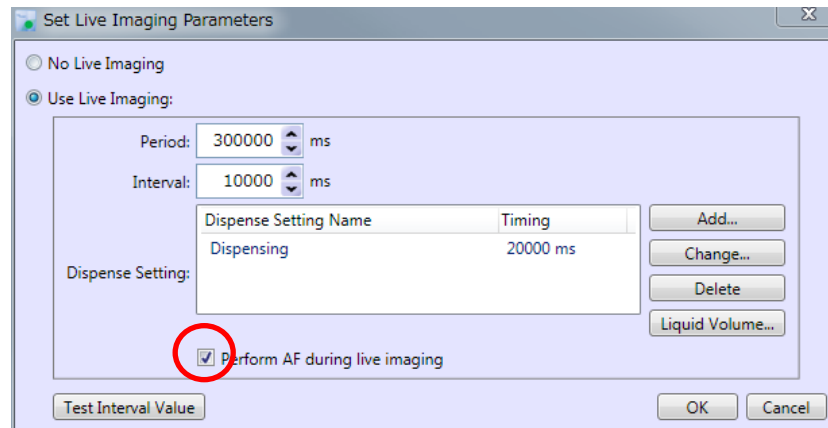 Set Live Imaging Parameters
No Live Imaging
Use Live Imaging:
Period: 300000 ms
Interval: 10000 ms
Dispense Setting Name Timing Add...
Dispensing 20000 ms Change...
Dispense Setting: Delete
Liquid Volume...
Perform AF during live imaging
Test Interval Value OK Cancel